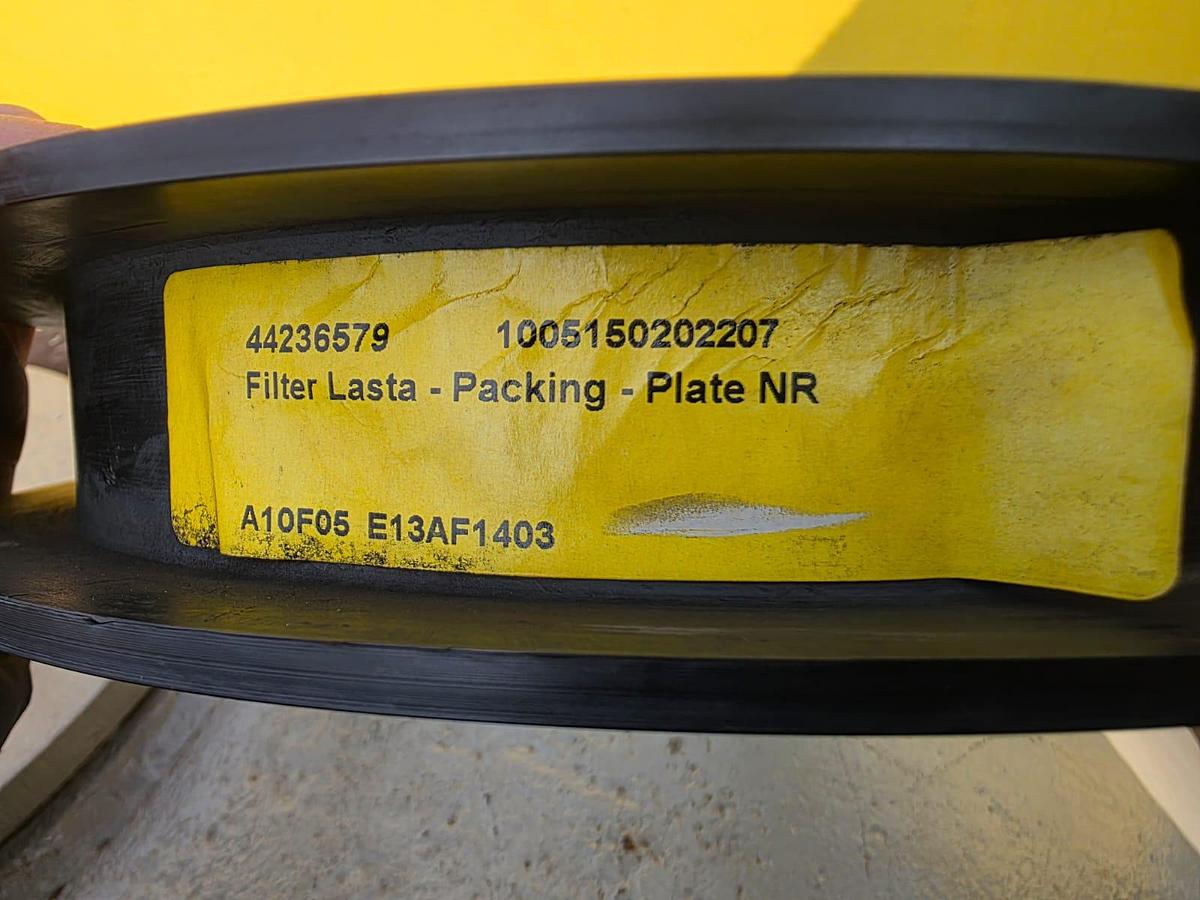 44236579 1005150202207
Filter Lasta - Packing - Plate NR
A10F05 E13AF1403